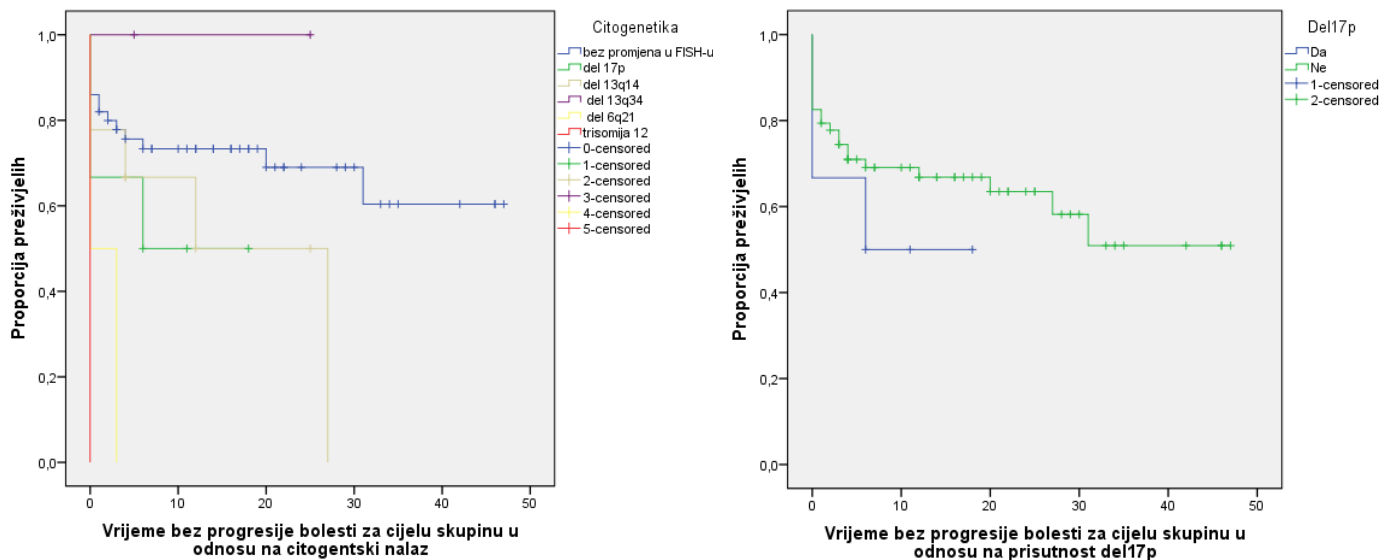 Citogenetika
bez promjena u FISH-u
del 17p
del 13q14
del 13q34
del 6q21
trisomija 12
0-censored
1-censored
2-censored
3-censored
4-censored
5-censored
Proporcija preživjelih
1,0
0,8
0,6
0,4
0,2
0,0
0 10 20 30 40 50
Vrijeme bez progresije bolesti za cijelu skupinu u
odnosu na citogentski nalaz
Del17p
Da
Ne
1-censored
2-censored
Proporcija preživjelih
1,0
0,8
0,6
0,4
0,2
0,0
0 10 20 30 40 50
Vrijeme bez progresije bolesti za cijelu skupinu u
odnosu na prisutnost del17p